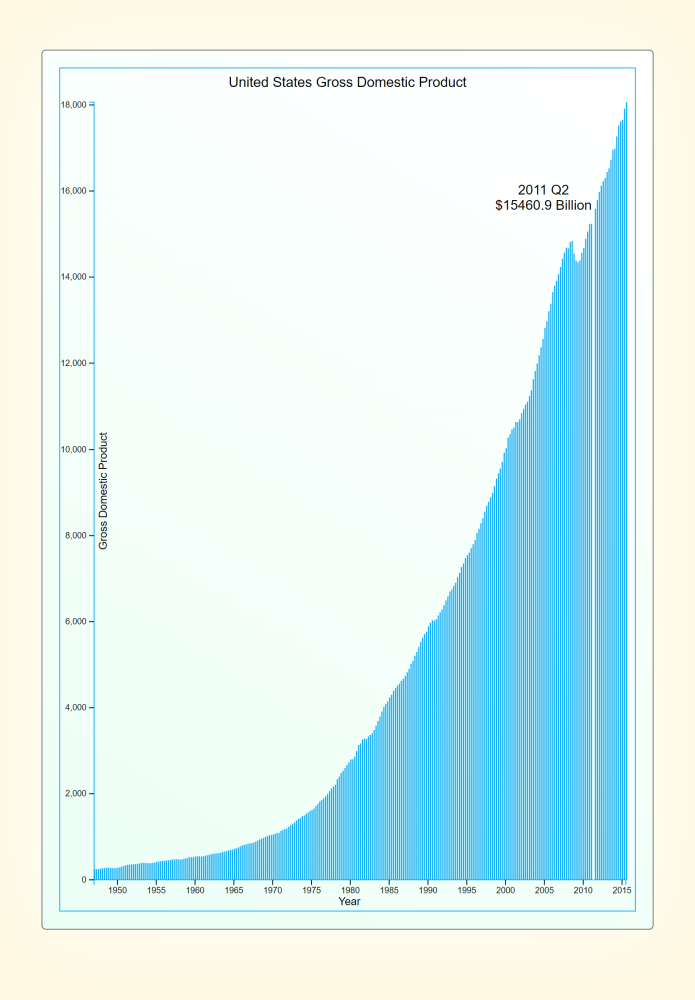 United States Gross Domestic Product
18,000
16,000
14,000
12,000
10,000
8,000
6,000
4,000
2,000
0
Gross Domestic Product
2011 Q2
$15460.9 Billion
1950 1955 1960 1965 1970 1975 1980 1985 1990 1995 2000 2005 2010 2015
Year